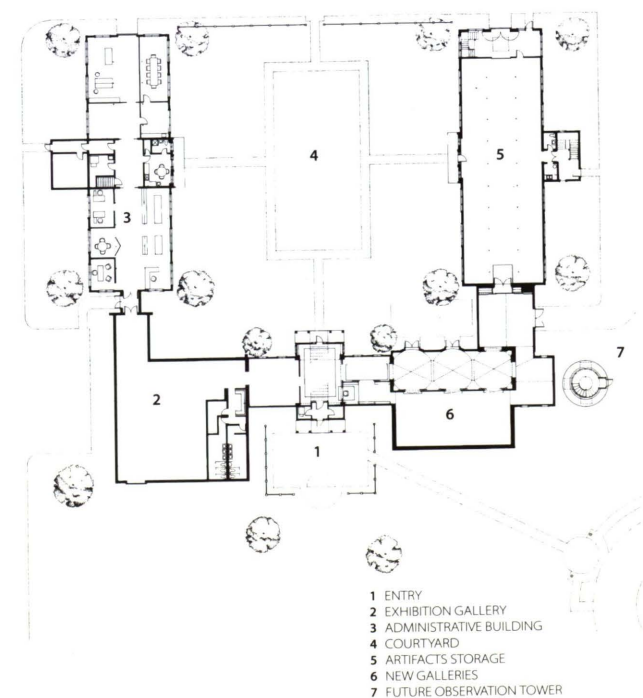 4
5
3
2
7
6
1
1 ENTRY
2 EXHIBITION GALLERY
3 ADMINISTRATIVE BUILDING
4 COURTYARD
5 ARTIFACTS STORAGE
6 NEW GALLERIES
7 FUTURE OBSERVATION TOWER